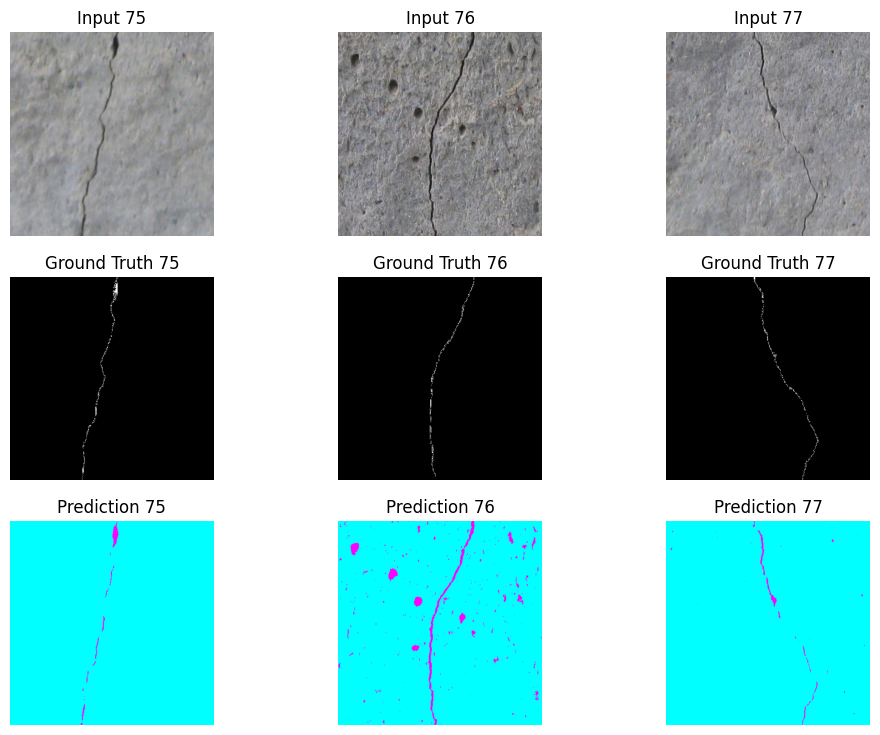 Input 75
Input 76
Input 77
Ground Truth 75
Ground Truth 76
Ground Truth 77
Prediction 75
Prediction 76
Prediction 77